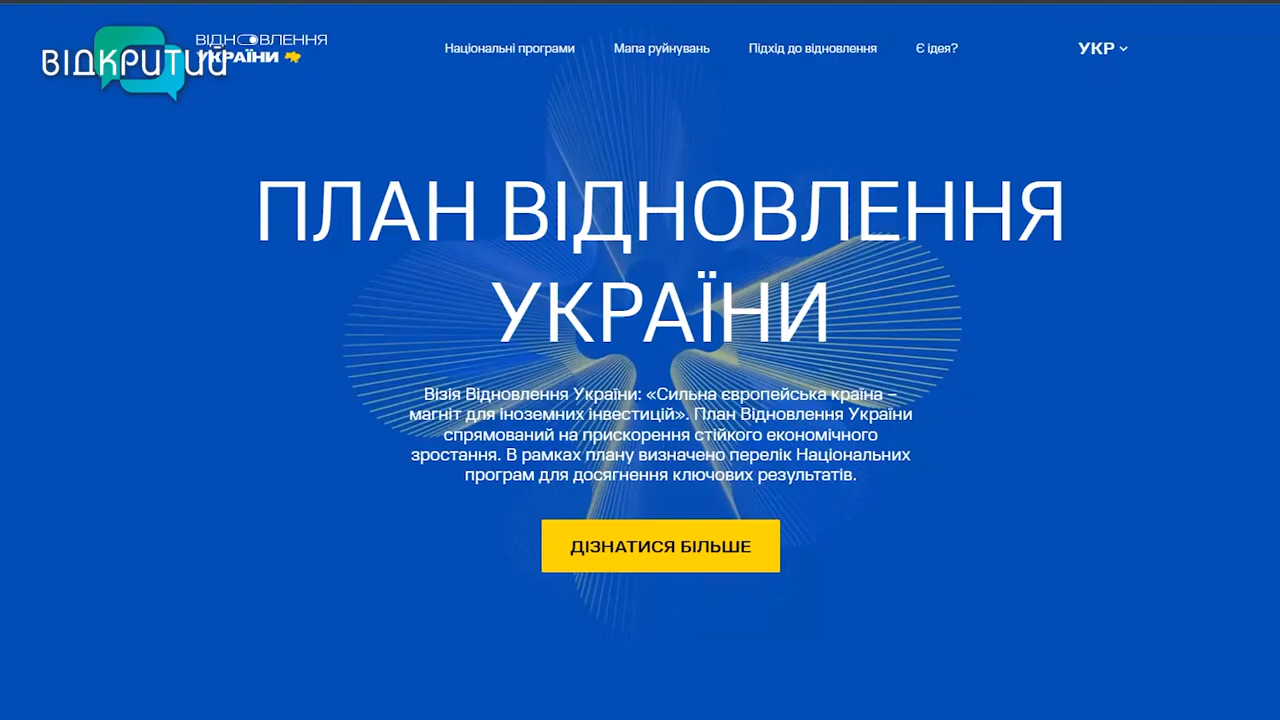 ВІДКРИТИЙ
ВІДНОВЛЕННЯ
УКРАЇНИ
Національні програми
Мапа руйнувань
Підхід до відновлення
Є ідея?
УКР
ПЛАН ВІДНОВЛЕННЯ
УКРАЇНИ
Візія Відновлення України: «Сильна європейська країна –
магніт для іноземних інвестицій». План Відновлення України
спрямований на прискорення стійкого економічного
зростання. В рамках плану визначено перелік Національних
програм для досягнення ключових результатів.
ДІЗНАТИСЯ БІЛЬШЕ